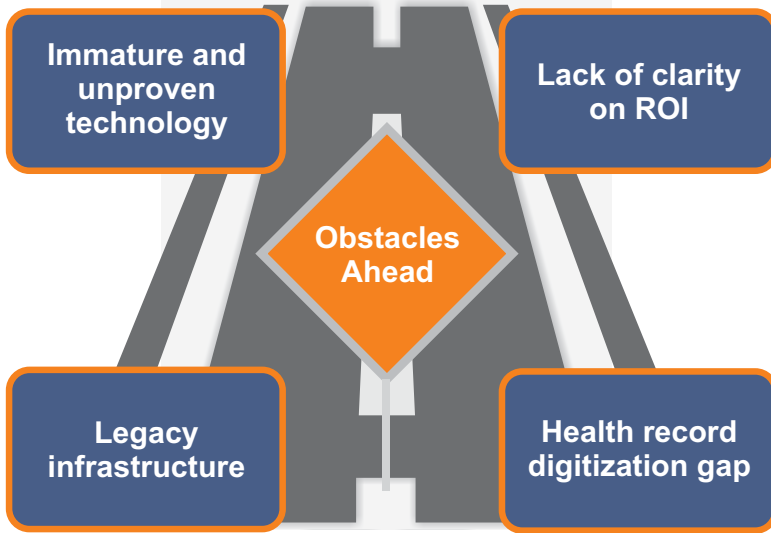 Immature and
unproven
technology
Lack of clarity
on ROI
Obstacles
Ahead
Legacy
infrastructure
Health record
digitization gap